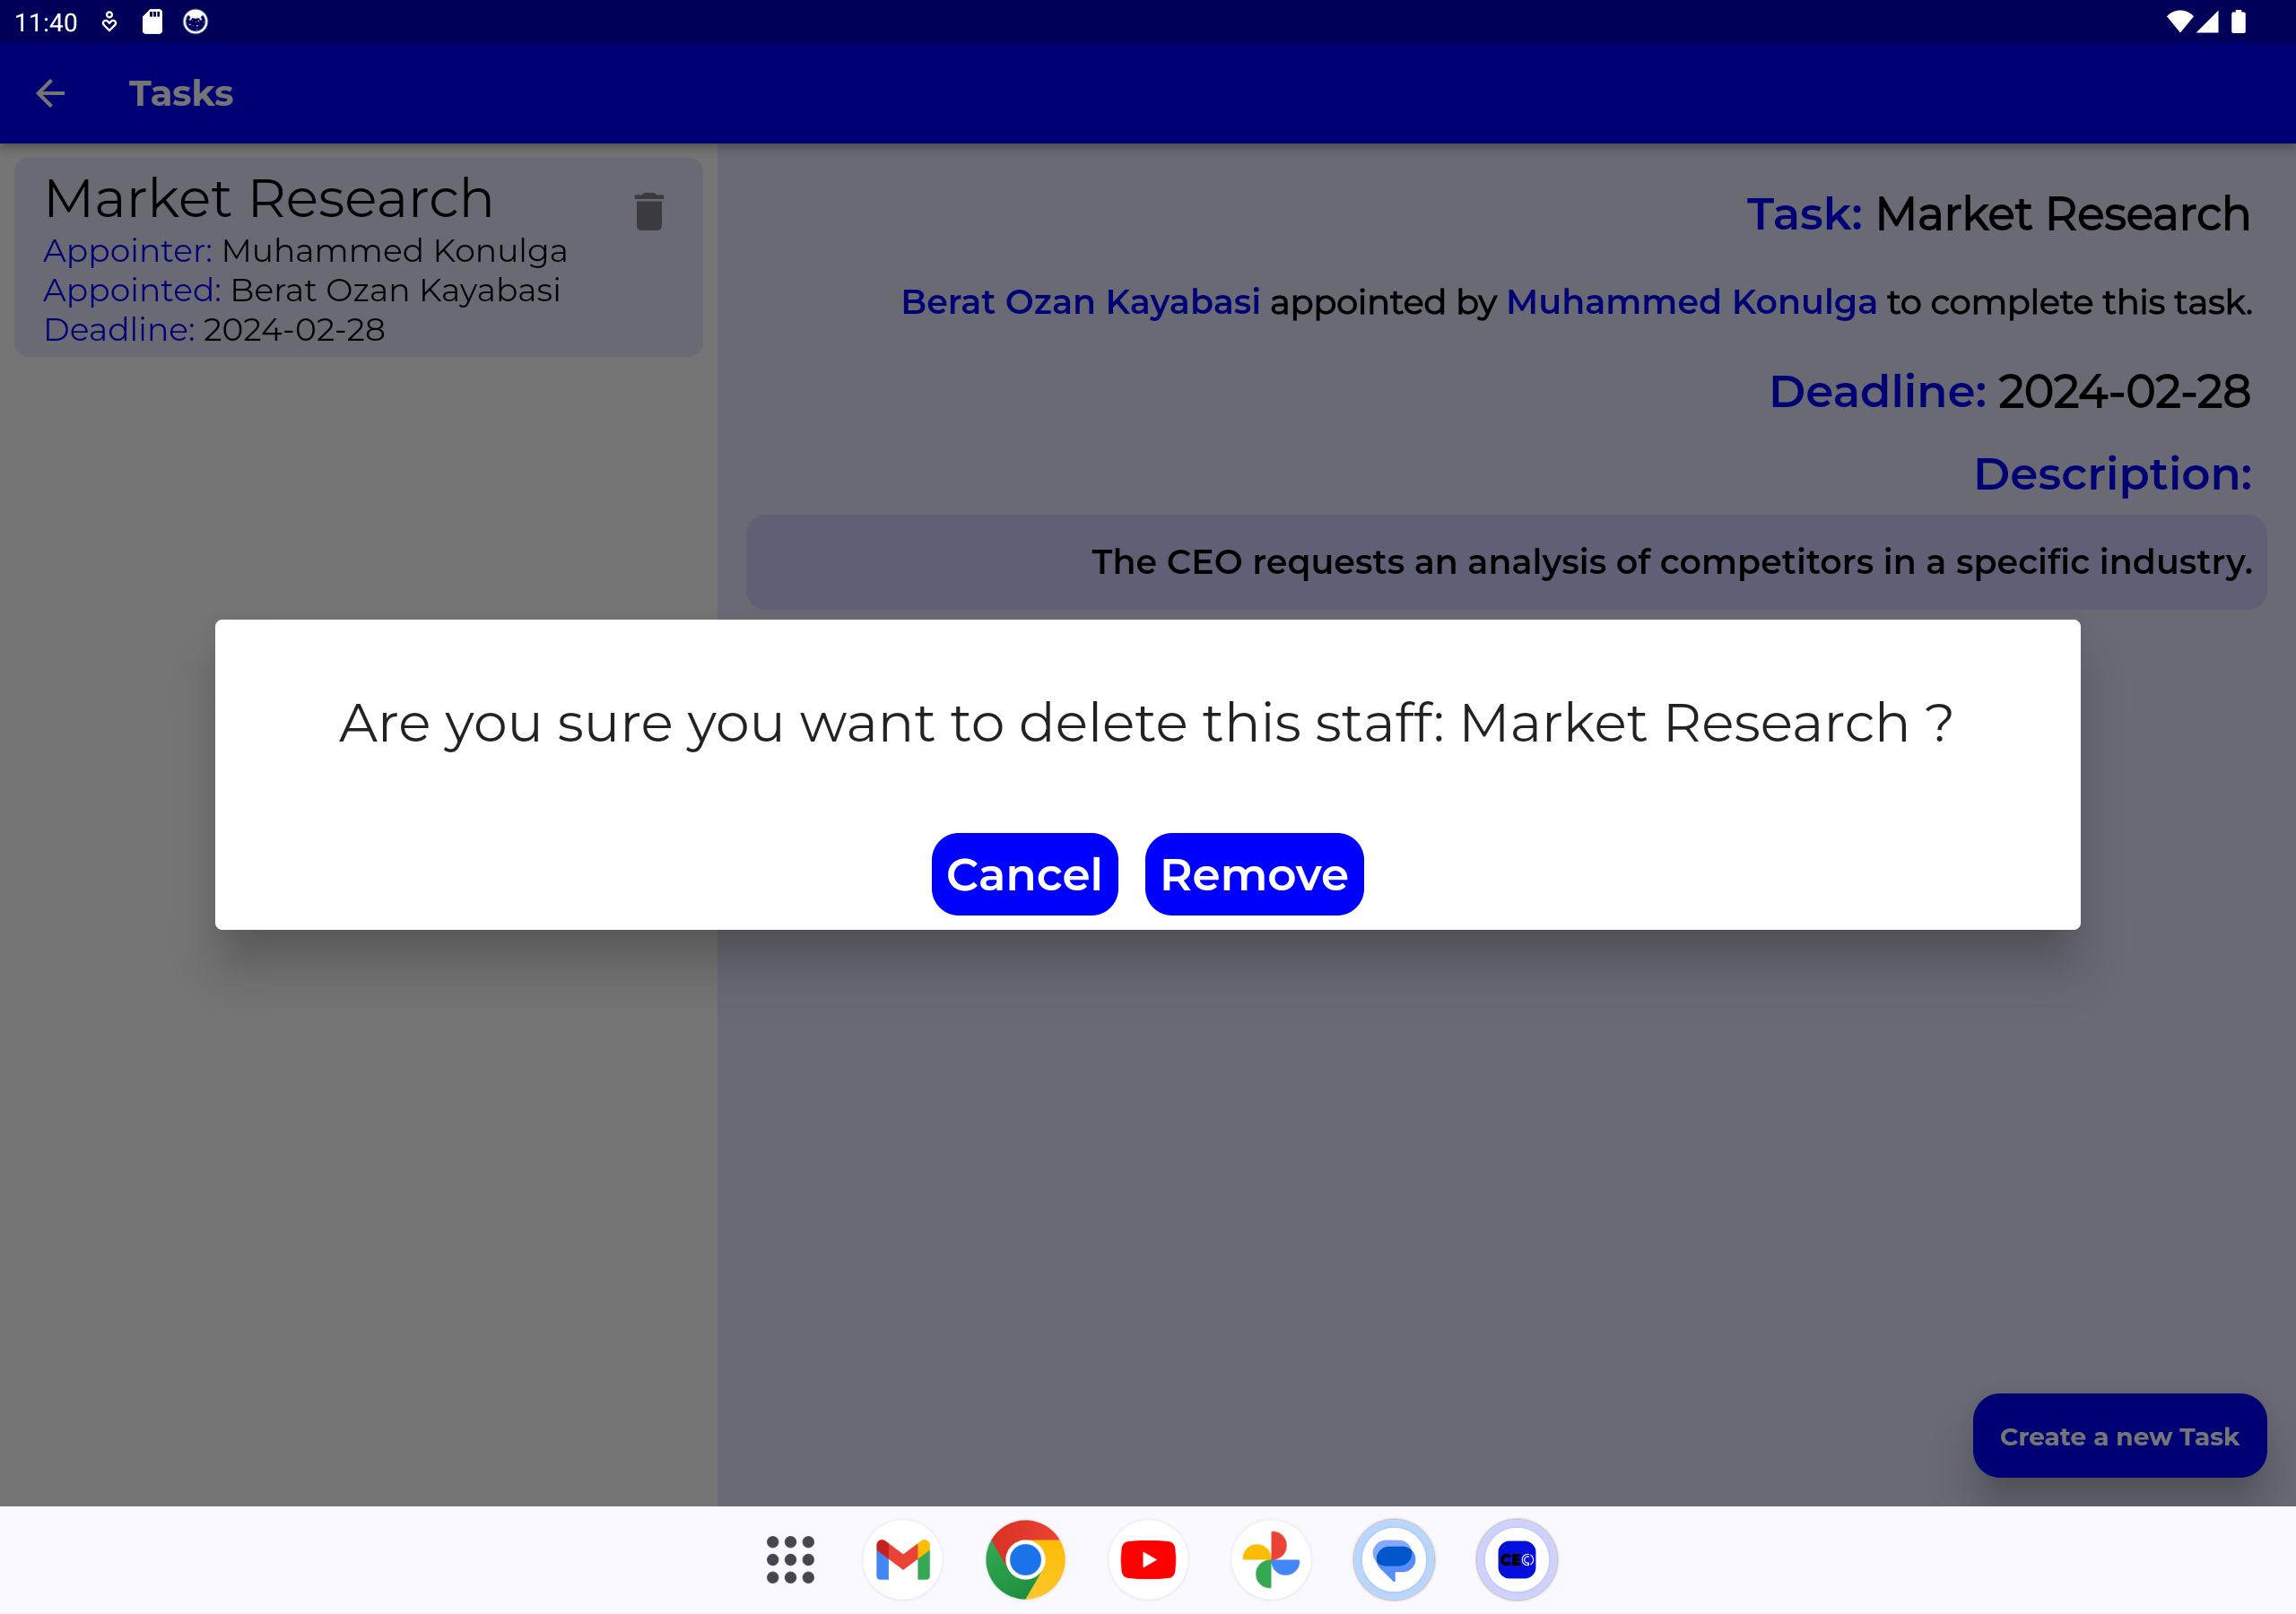 11:40
Tasks
Market Research
Appointer: Muhammed Konulga
Appointed: Berat Ozan Kayabasi
Deadline: 2024-02-28
Task: Market Research
Berat Ozan Kayabasi appointed by Muhammed Konulga to complete this task.
Deadline: 2024-02-28
Description:
The CEO requests an analysis of competitors in a specific industry.
Are you sure you want to delete this staff: Market Research ?
Cancel
Remove
Create a new Task
CEO